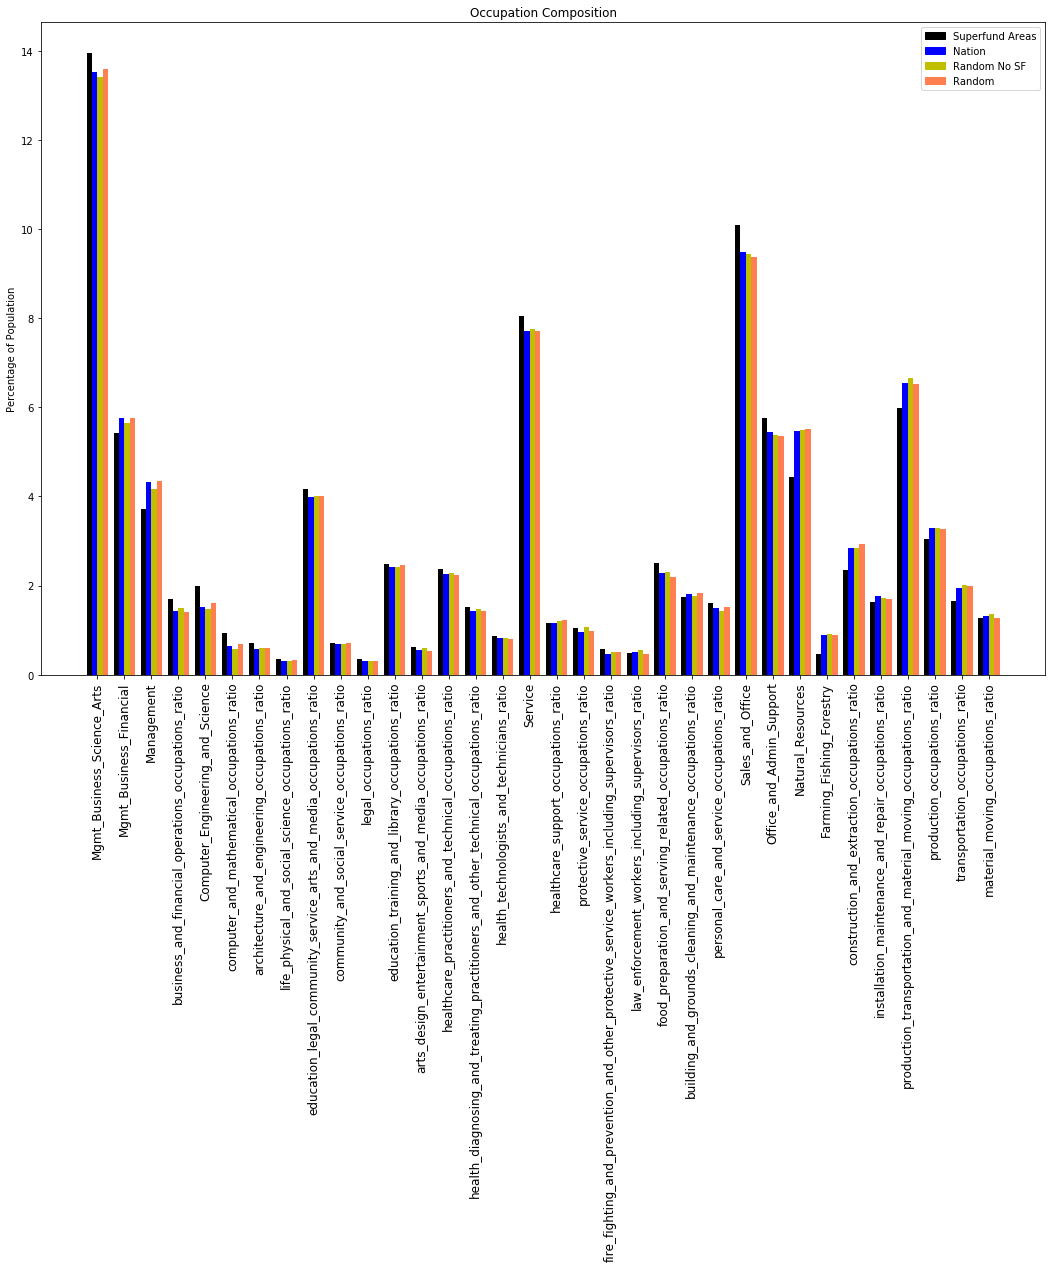 Occupation Composition
Superfund Areas
Nation
Random No SF
Random
Percentage of Population
14
12
10
8
6
4
2
0
Mgmt_Business_Science_Arts
Mgmt_Business_Financial
Management
business_and_financial_operations_occupations_ratio
Computer_Engineering_and_Science
computer_and_mathematical_occupations_ratio
architecture_and_engineering_occupations_ratio
life_physical_and_social_science_occupations_ratio
education_legal_community_service_arts_and_media_occupations_ratio
community_and_social_service_occupations_ratio
legal_occupations_ratio
education_training_and_library_occupations_ratio
arts_design_entertainment_sports_and_media_occupations_ratio
healthcare_practitioners_and_technical_occupations_ratio
health_diagnosing_and_treating_practitioners_and_other_technical_occupations_ratio
health_technologists_and_technicians_ratio
Service
healthcare_support_occupations_ratio
protective_service_occupations_ratio
fire_fighting_and_prevention_and_other_protective_service_workers_including_supervisors_ratio
law_enforcement_workers_including_supervisors_ratio
food_preparation_and_serving_related_occupations_ratio
building_and_grounds_cleaning_and_maintenance_occupations_ratio
personal_care_and_service_occupations_ratio
Sales_and_Office
Office_and_Admin_Support
Natural_Resources
Farming_Fishing_Forestry
construction_and_extraction_occupations_ratio
installation_maintenance_and_repair_occupations_ratio
production_transportation_and_material_moving_occupations_ratio
production_occupations_ratio
transportation_occupations_ratio
material_moving_occupations_ratio